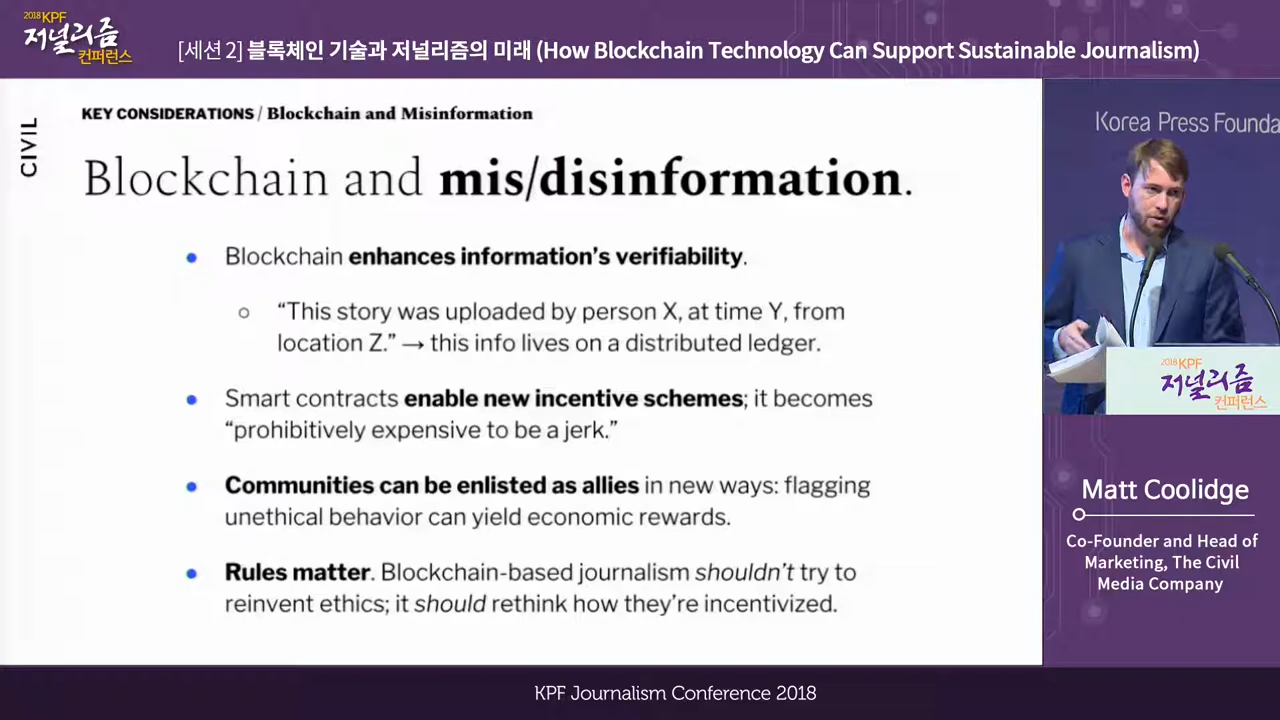 2018 KPF
저널리즘
컨퍼런스
[세션 2] 블록체인 기술과 저널리즘의 미래 (How Blockchain Technology Can Support Sustainable Journalism)
CIVIL
KEY CONSIDERATIONS / Blockchain and Misinformation
Blockchain and mis/disinformation.
• Blockchain enhances information’s verifiability.
○ “This story was uploaded by person X, at time Y, from
location Z.” → this info lives on a distributed ledger.
• Smart contracts enable new incentive schemes; it becomes
“prohibitively expensive to be a jerk.”
• Communities can be enlisted as allies in new ways: flagging
unethical behavior can yield economic rewards.
• Rules matter. Blockchain-based journalism shouldn’t try to
reinvent ethics; it should rethink how they’re incentivized.
Korea Press Founda
2018 KPF
저널리즘
컨퍼런스
Matt Coolidge
Co-Founder and Head of
Marketing, The Civil
Media Company
KPF Journalism Conference 2018